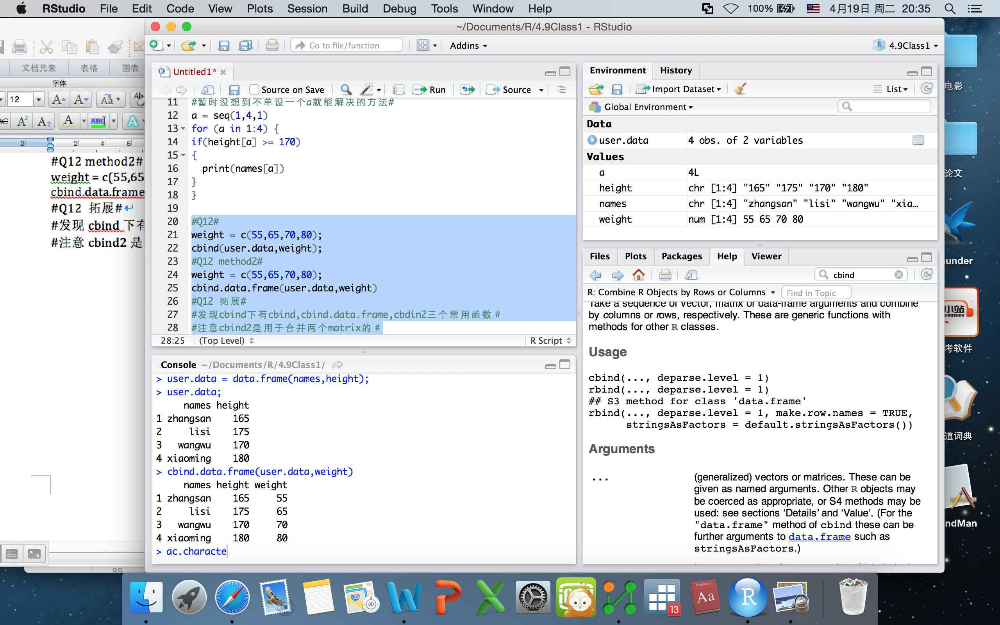 RStudio File Edit Code View Plots Session Build Debug Tools Window Help 100% 4月19日 周二 20:35
~/Documents/R/4.9Class1 - RStudio
Go to file/function Addins 4.9Class1
文档元素 表格 图表
字体
12 A A Aa
A2 A2 A ABC A
2 2 4 6
#Q12 method2#
weight = c(55,65
cbind.data.frame
#Q12 拓展#
#发现 cbind 下有
#注意 cbind2 是
89
Untitled1*
Source on Save Run Source
11 #暂时没想到不单设一个a就能解决的方法#
12 a = seq(1,4,1)
13 for (a in 1:4) {
14 if(height[a] >= 170)
15 {
16 print(names[a])
17 }
18 }
19
20 #Q12#
21 weight = c(55,65,70,80);
22 cbind(user.data,weight);
23 #Q12 method2#
24 weight = c(55,65,70,80);
25 cbind.data.frame(user.data,weight)
26 #Q12 拓展#
27 #发现cbind下有cbind,cbind.data.frame,cbdin2三个常用函数 #
28 #注意cbind2是用于合并两个matrix的 #
28:25 (Top Level) R Script
Console ~/Documents/R/4.9Class1/
> user.data = data.frame(names,height);
> user.data;
names height
1 zhangsan 165
2 lisi 175
3 wangwu 170
4 xiaoming 180
> cbind.data.frame(user.data,weight)
names height weight
1 zhangsan 165 55
2 lisi 175 65
3 wangwu 170 70
4 xiaoming 180 80
> ac.characte
Environment History
Import Dataset List
Global Environment
Data
user.data 4 obs. of 2 variables
Values
a 4L
height chr [1:4] "165" "175" "170" "180"
names chr [1:4] "zhangsan" "lisi" "wangwu" "xia…
weight num [1:4] 55 65 70 80
Files Plots Packages Help Viewer
cbind
R: Combine R Objects by Rows or Columns Find in Topic
Take a sequence of vector, matrix or data-frame arguments and combine
by columns or rows, respectively. These are generic functions with
methods for other R classes.
Usage
cbind(..., deparse.level = 1)
rbind(..., deparse.level = 1)
## S3 method for class 'data.frame'
rbind(..., deparse.level = 1, make.row.names = TRUE,
stringsAsFactors = default.stringsAsFactors())
Arguments
... (generalized) vectors or matrices. These can be
given as named arguments. Other R objects may
be coerced as appropriate, or S4 methods may be
used: see sections ‘Details’ and ‘Value’. (For the
"data.frame" method of cbind these can be
further arguments to data.frame such as
stringsAsFactors.)
电影
论文
under
小站
XIAOZHAN
考软件
道词典
ndMan
280 3D
13
Dictionary
Aa
R